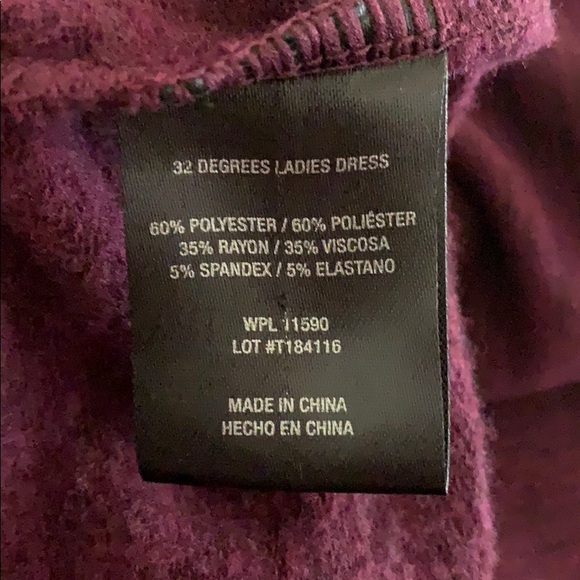 32 DEGREES LADIES DRESS
60% POLYESTER / 60% POLIÉSTER
35% RAYON / 35% VISCOSA
5% SPANDEX / 5% ELASTANO
WPL 11590
LOT #T184116
MADE IN CHINA
HECHO EN CHINA